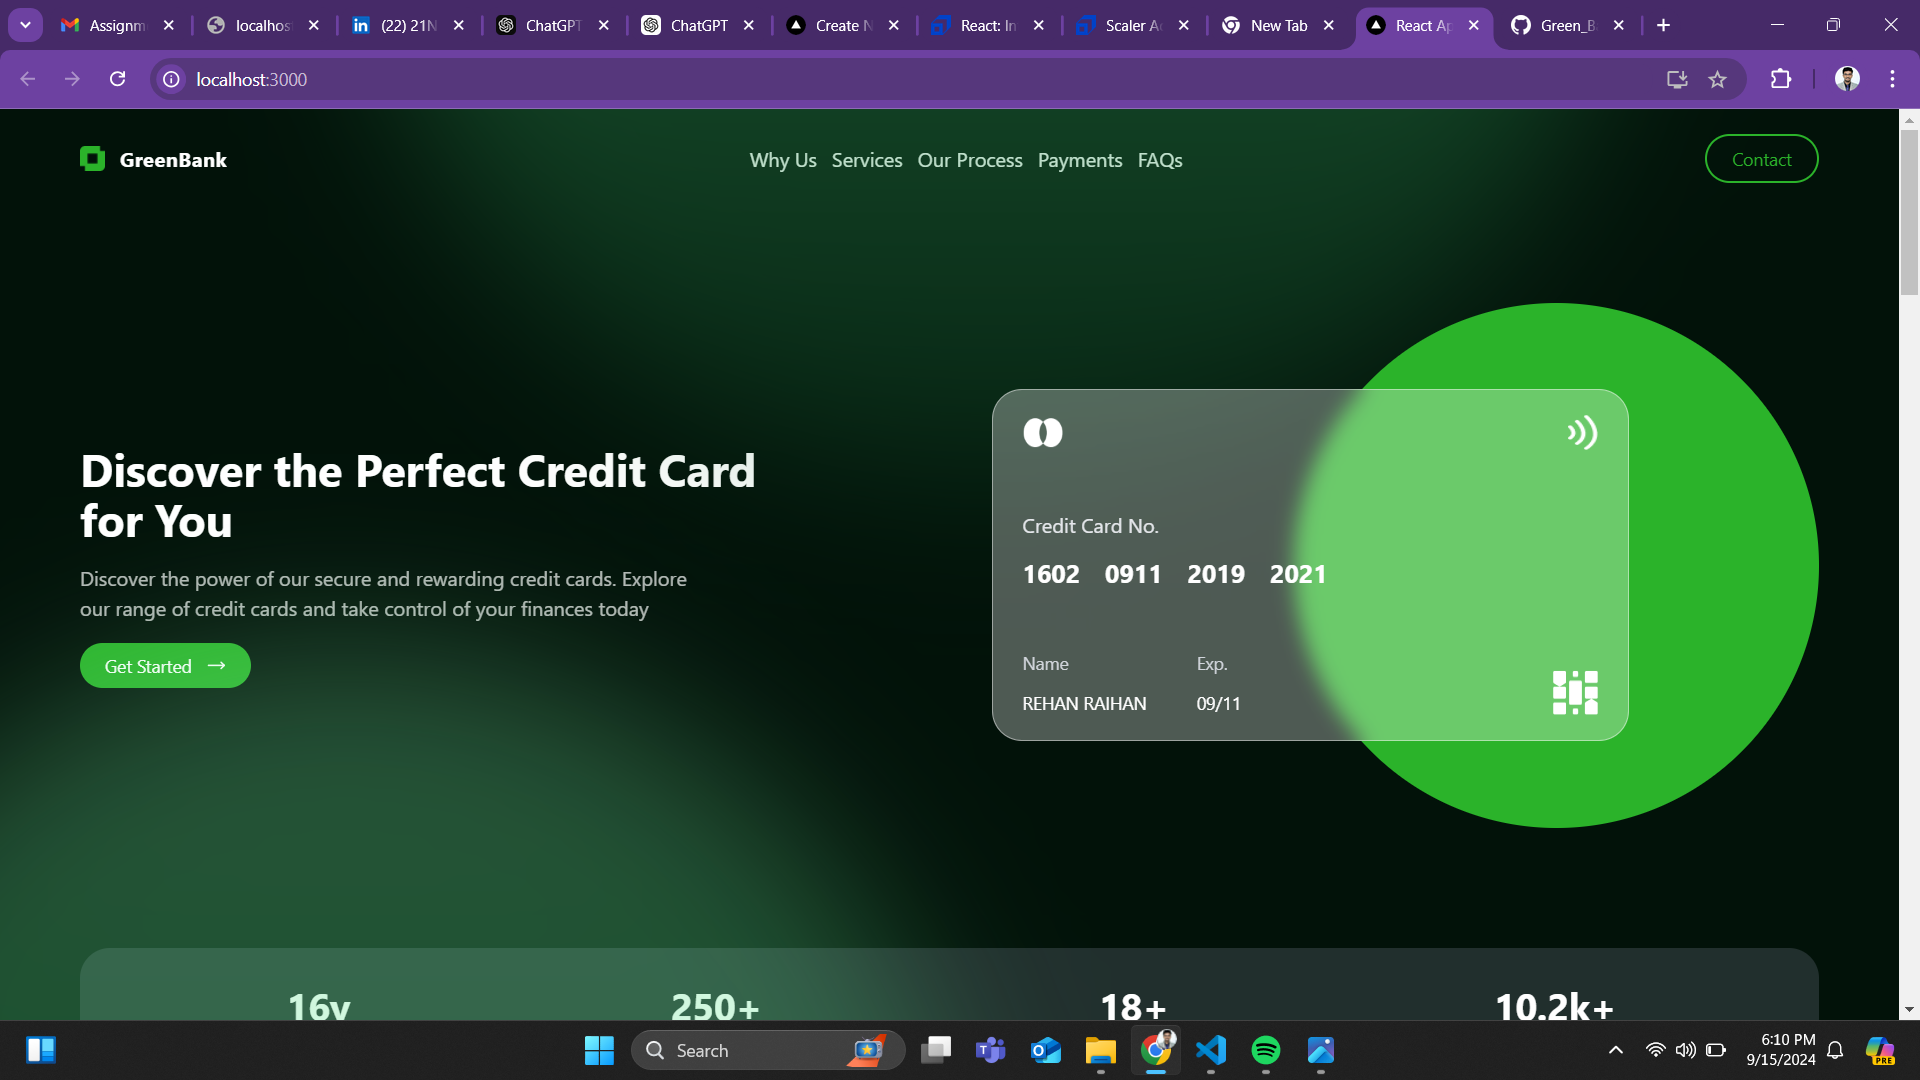 Assignm
localhos
(22) 21N
ChatGPT
ChatGPT
Create N
React: In
Scaler Ac
New Tab
React Ap
Green_B
localhost:3000
GreenBank
Why Us Services Our Process Payments FAQs
Contact
Discover the Perfect Credit Card
for You
Discover the power of our secure and rewarding credit cards. Explore
our range of credit cards and take control of your finances today
Get Started →
Credit Card No.
1602 0911 2019 2021
Name Exp.
REHAN RAIHAN 09/11
16y 250+ 18+ 10.2k+
Search
6:10 PM
9/15/2024
PRE